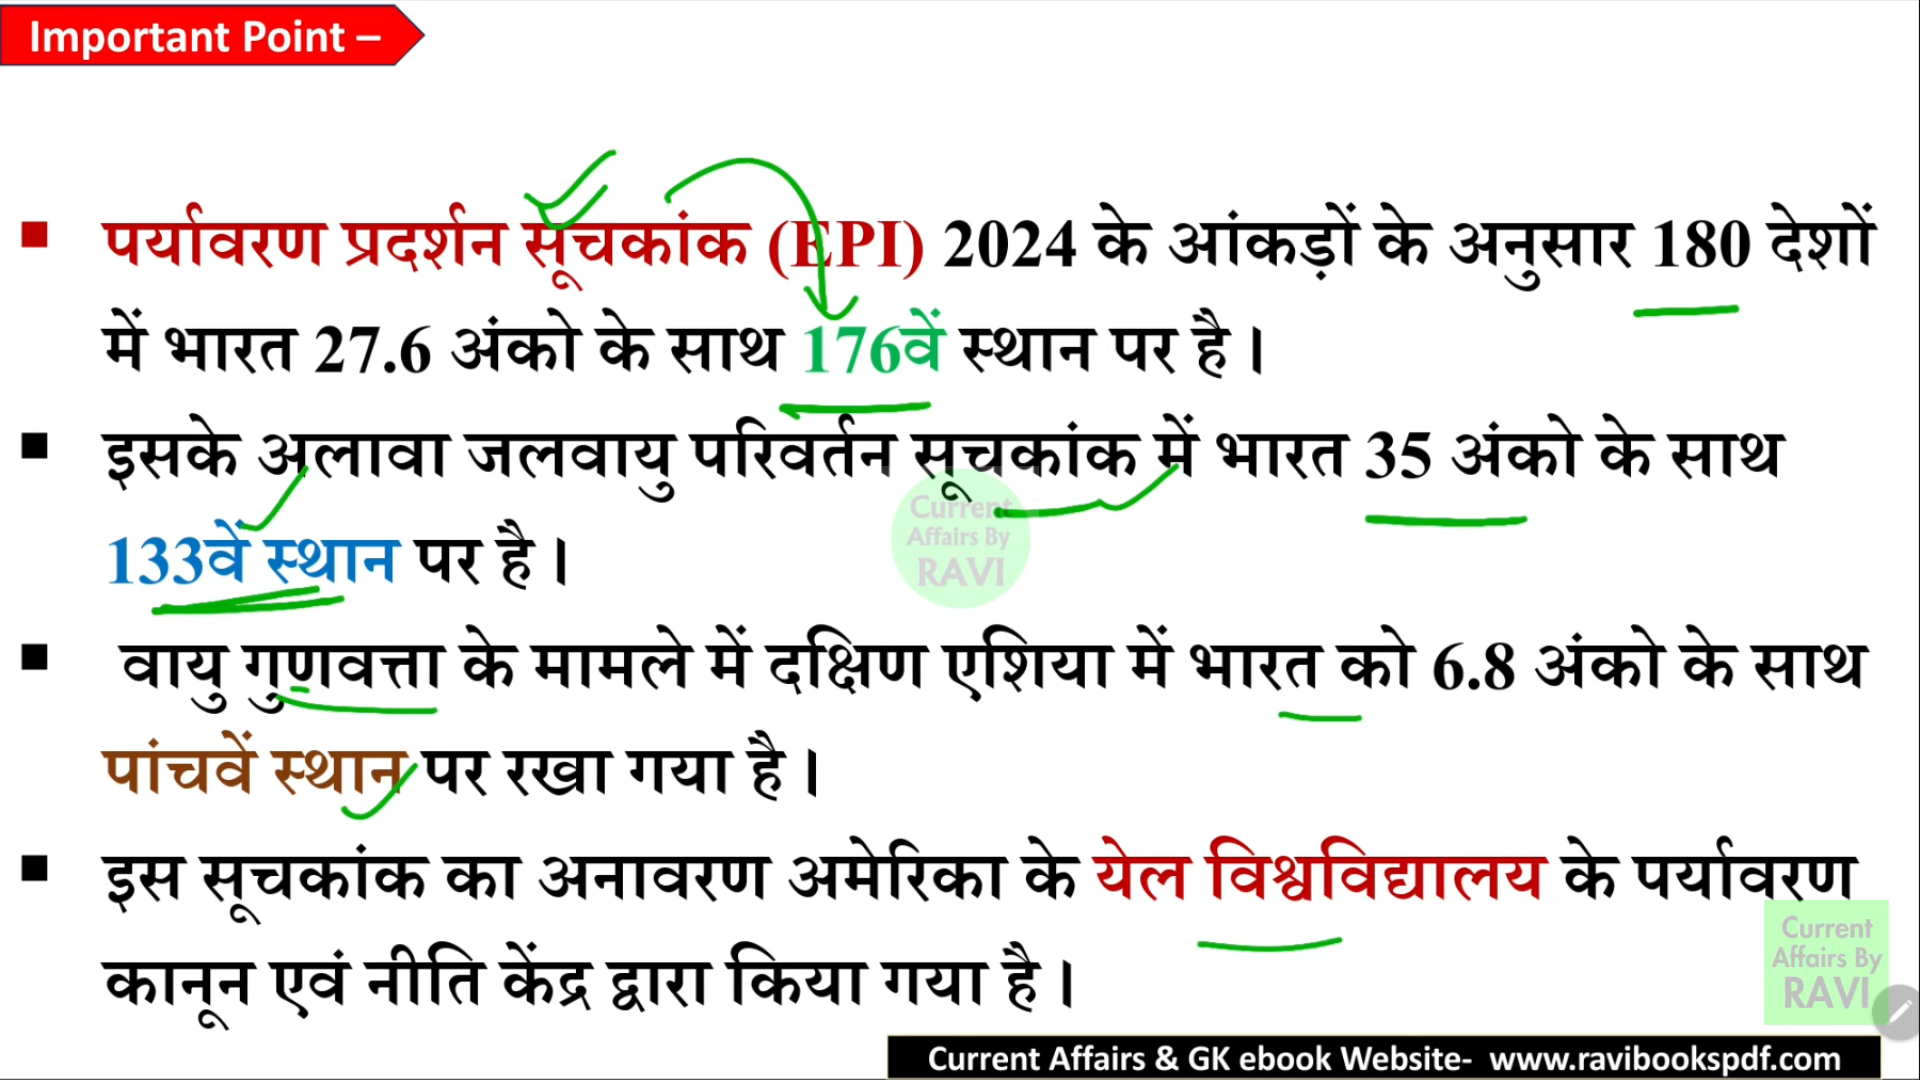 Important Point –
▪ पर्यावरण प्रदर्शन सूचकांक (EPI) 2024 के आंकड़ों के अनुसार 180 देशों
में भारत 27.6 अंको के साथ 176वें स्थान पर है।
▪ इसके अलावा जलवायु परिवर्तन सूचकांक में भारत 35 अंको के साथ
133वें स्थान पर है।
▪ वायु गुणवत्ता के मामले में दक्षिण एशिया में भारत को 6.8 अंको के साथ
पांचवें स्थान पर रखा गया है।
▪ इस सूचकांक का अनावरण अमेरिका के येल विश्वविद्यालय के पर्यावरण
कानून एवं नीति केंद्र द्वारा किया गया है।
Current
Affairs By
RAVI
Current
Affairs By
RAVI
Current Affairs & GK ebook Website- www.ravibookspdf.com